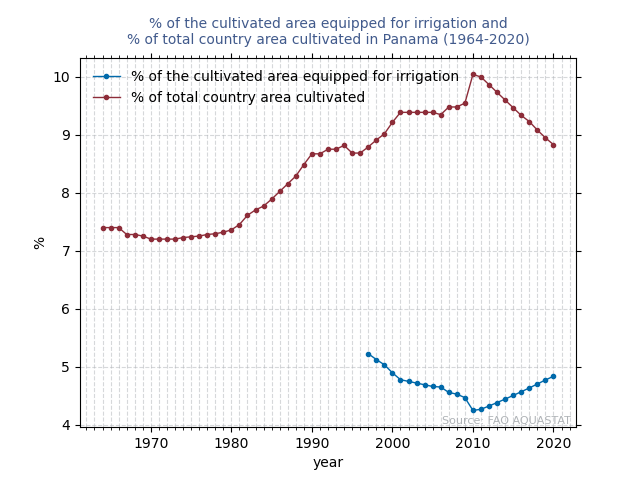 % of the cultivated area equipped for irrigation and
% of total country area cultivated in Panama (1964-2020)
% of the cultivated area equipped for irrigation
% of total country area cultivated
10
9
8
7
6
5
4
%
Source: FAO AQUASTAT
1970 1980 1990 2000 2010 2020
year